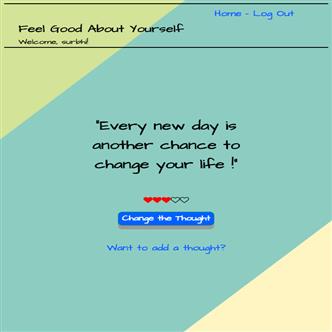 Home - Log Out
Feel Good About Yourself
Welcome, surbhi!
"Every new day is
another chance to
change your life !"
Change the Thought
Want to add a thought?